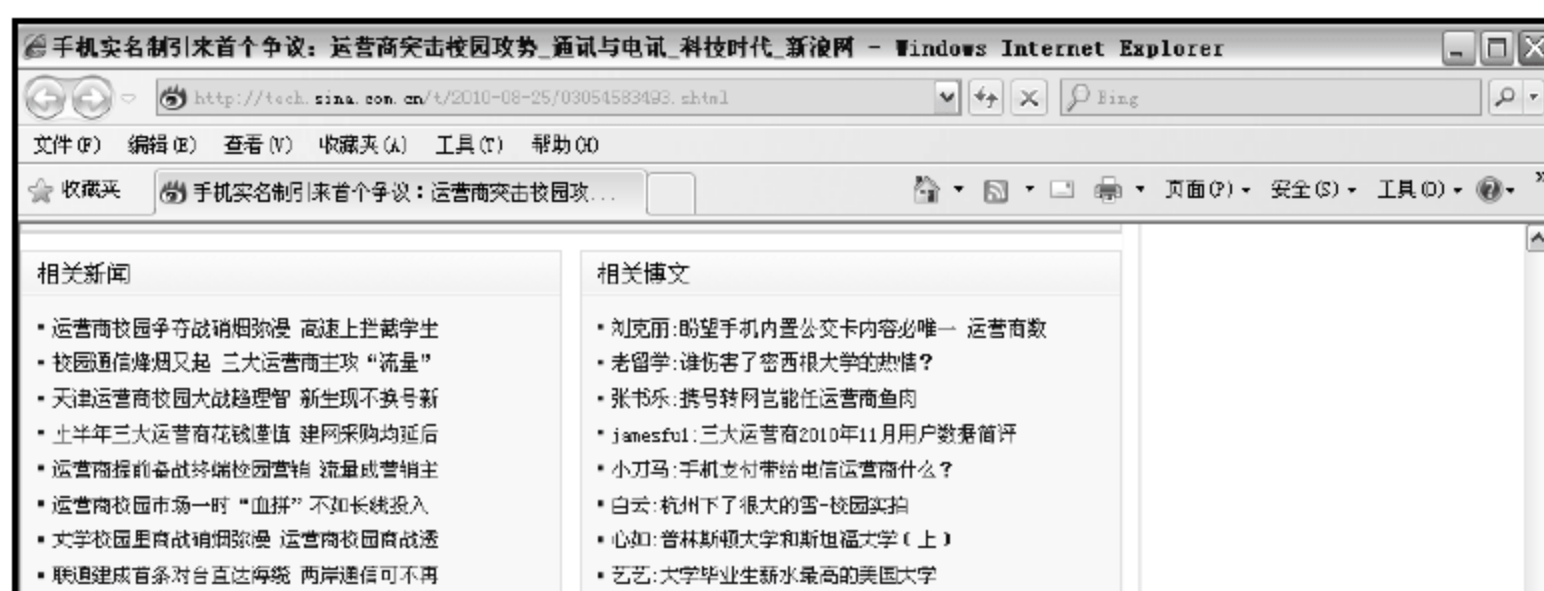 手机实名制引来首个争议：运营商突击校园攻势_通讯与电讯_科技时代_新浪网 - Windows Internet Explorer
http://tech.sina.com.cn/t/2010-08-25/03054583493.shtml Bing
文件(F) 编辑(E) 查看(V) 收藏夹(A) 工具(T) 帮助(H)
收藏夹 手机实名制引来首个争议：运营商突击校园攻... 页面(P) 安全(S) 工具(O)
相关新闻
运营商校园争夺战硝烟弥漫 高速上拦截学生
校园通信烽烟又起 三大运营商主攻“流量”
天津运营商校园大战趋理智 新生现不换号新
上半年三大运营商花钱谨慎 建网采购均延后
运营商提前备战终端校园营销 流量成营销主
运营商校园市场一时“血拼”不如长线投入
大学校园里商战硝烟弥漫 运营商校园商战透
联通建成首条对台直达海缆 两岸通信可不再
相关博文
刘克丽:盼望手机内置公交卡内容必唯一 运营商数
老留学:谁伤害了密西根大学的热情？
张书乐:携号转网岂能任运营商鱼肉
jamesful:三大运营商2010年11月用户数据简评
小刀马:手机支付带给电信运营商什么？
白云:杭州下了很大的雪-校园实拍
心如:普林斯顿大学和斯坦福大学（上）
艺艺:大学毕业生薪水最高的美国大学